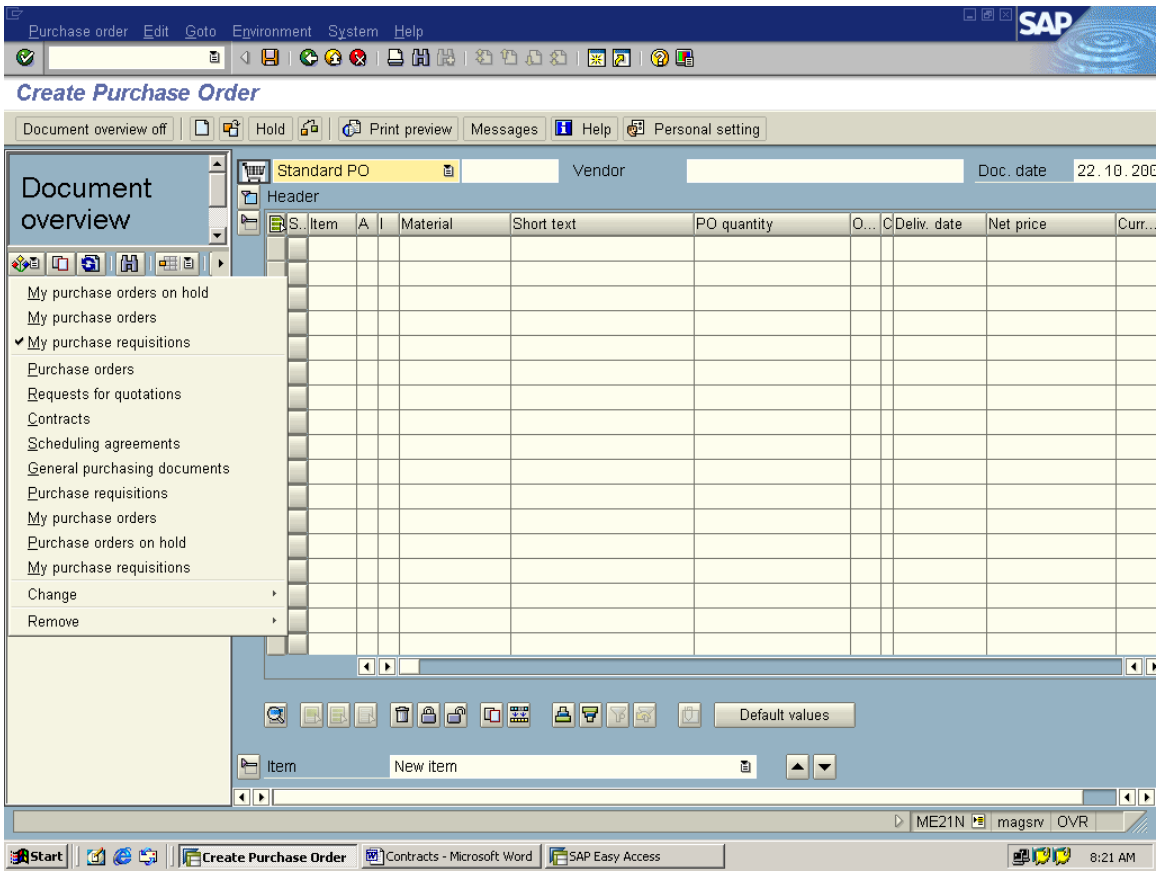 Purchase order Edit Goto Environment System Help
SAP
Create Purchase Order
Document overview off Hold Print preview Messages Help Personal setting
Document
overview
Standard PO Vendor Doc. date 22.10.200
Header
S.. Item A I Material Short text PO quantity O... C Deliv. date Net price Curr...
My purchase orders on hold
My purchase orders
My purchase requisitions
Purchase orders
Requests for quotations
Contracts
Scheduling agreements
General purchasing documents
Purchase requisitions
My purchase orders
Purchase orders on hold
My purchase requisitions
Change
Remove
Default values
Item New item
ME21N magsrv OVR
Start Create Purchase Order Contracts - Microsoft Word SAP Easy Access 8:21 AM